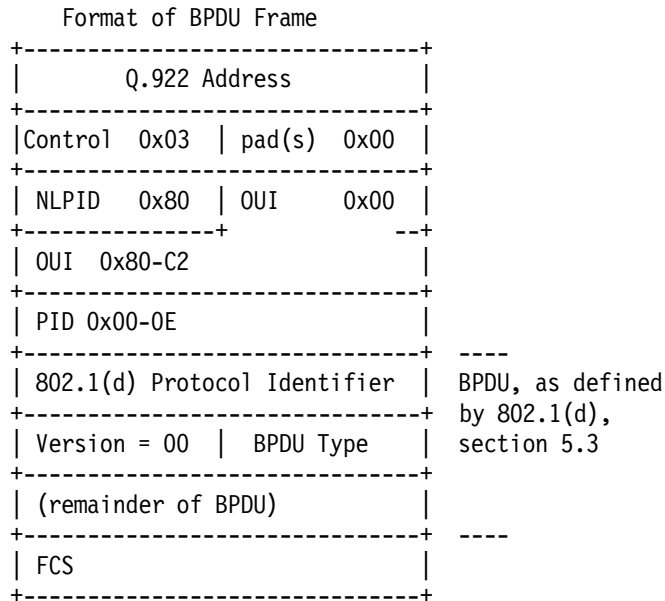 Format of BPDU Frame
+-------------------------------+
|       Q.922 Address           |
+-------------------------------+
|Control  0x03  | pad(s)  0x00  |
+-------------------------------+
| NLPID   0x80  | OUI     0x00  |
+---------------+             --+
| OUI  0x80-C2                  |
+-------------------------------+
| PID 0x00-0E                   |
+-------------------------------+  ----
| 802.1(d) Protocol Identifier  |  BPDU, as defined
+-------------------------------+  by 802.1(d),
| Version = 00  |  BPDU Type    |  section 5.3
+-------------------------------+
| (remainder of BPDU)           |
+-------------------------------+  ----
| FCS                           |
+-------------------------------+